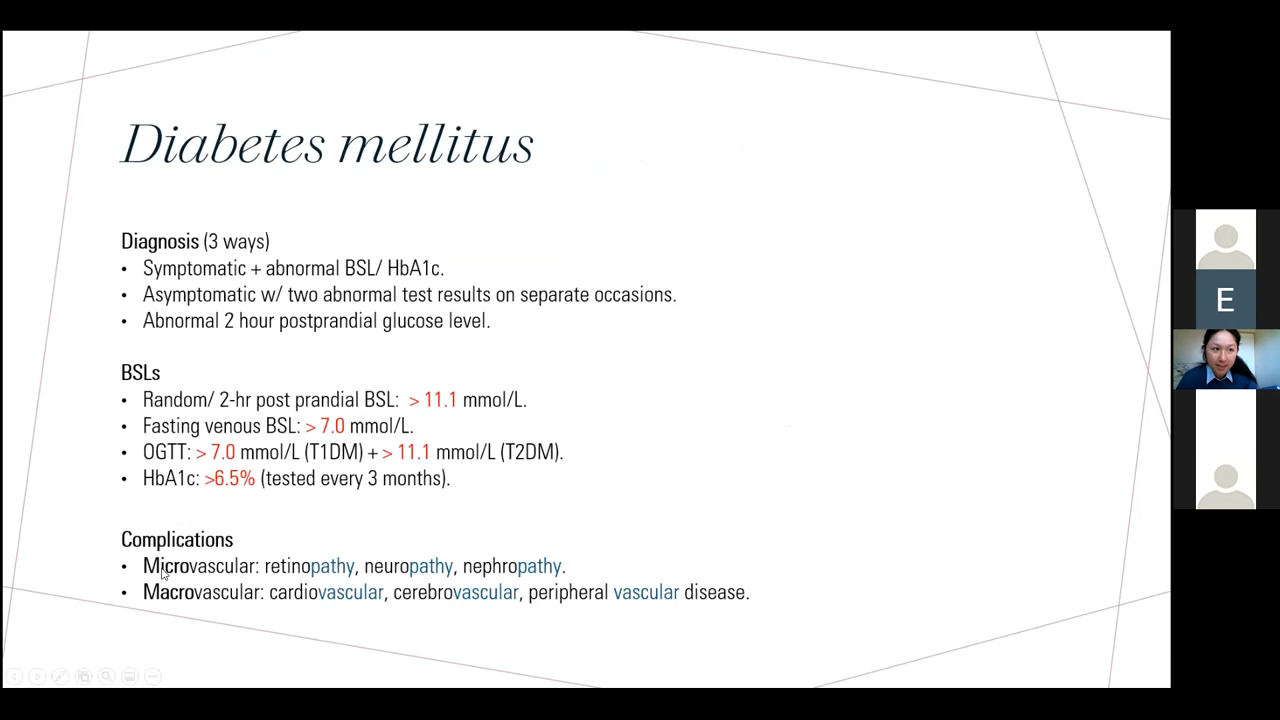 Diabetes mellitus
Diagnosis (3 ways)
• Symptomatic + abnormal BSL/ HbA1c.
• Asymptomatic w/ two abnormal test results on separate occasions.
• Abnormal 2 hour postprandial glucose level.
BSLs
• Random/ 2-hr post prandial BSL: > 11.1 mmol/L.
• Fasting venous BSL: > 7.0 mmol/L.
• OGTT: > 7.0 mmol/L (T1DM) + > 11.1 mmol/L (T2DM).
• HbA1c: >6.5% (tested every 3 months).
Complications
• Microvascular: retinopathy, neuropathy, nephropathy.
• Macrovascular: cardiovascular, cerebrovascular, peripheral vascular disease.
E